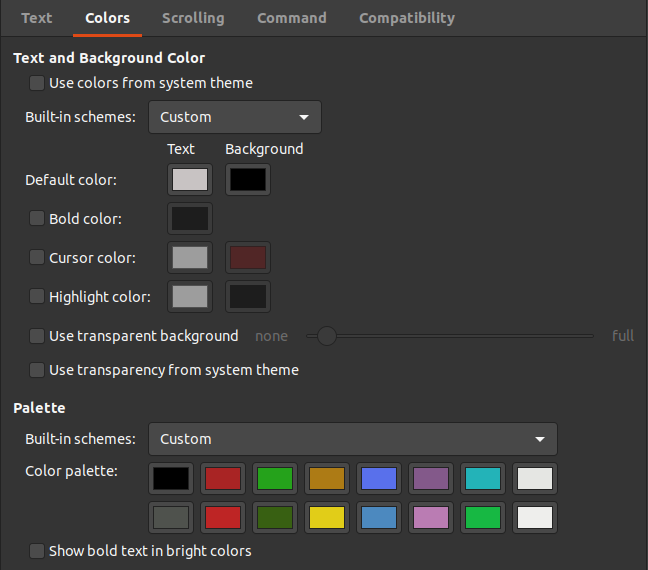 Text Colors Scrolling Command Compatibility
Text and Background Color
Use colors from system theme
Built-in schemes: Custom
Text Background
Default color:
Bold color:
Cursor color:
Highlight color:
Use transparent background none full
Use transparency from system theme
Palette
Built-in schemes: Custom
Color palette:
Show bold text in bright colors